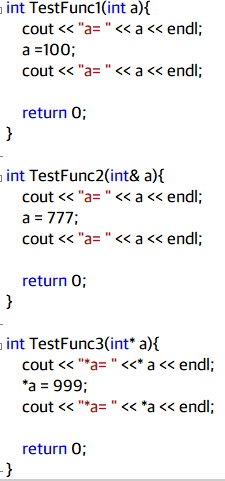 int TestFunc1(int a){
cout << "a= " << a << endl;
a =100;
cout << "a= " << a << endl;
return 0;
}
int TestFunc2(int& a){
cout << "a= " << a << endl;
a = 777;
cout << "a= " << a << endl;
return 0;
}
int TestFunc3(int* a){
cout << "*a= " <<* a << endl;
*a = 999;
cout << "*a= " << *a << endl;
return 0;
}